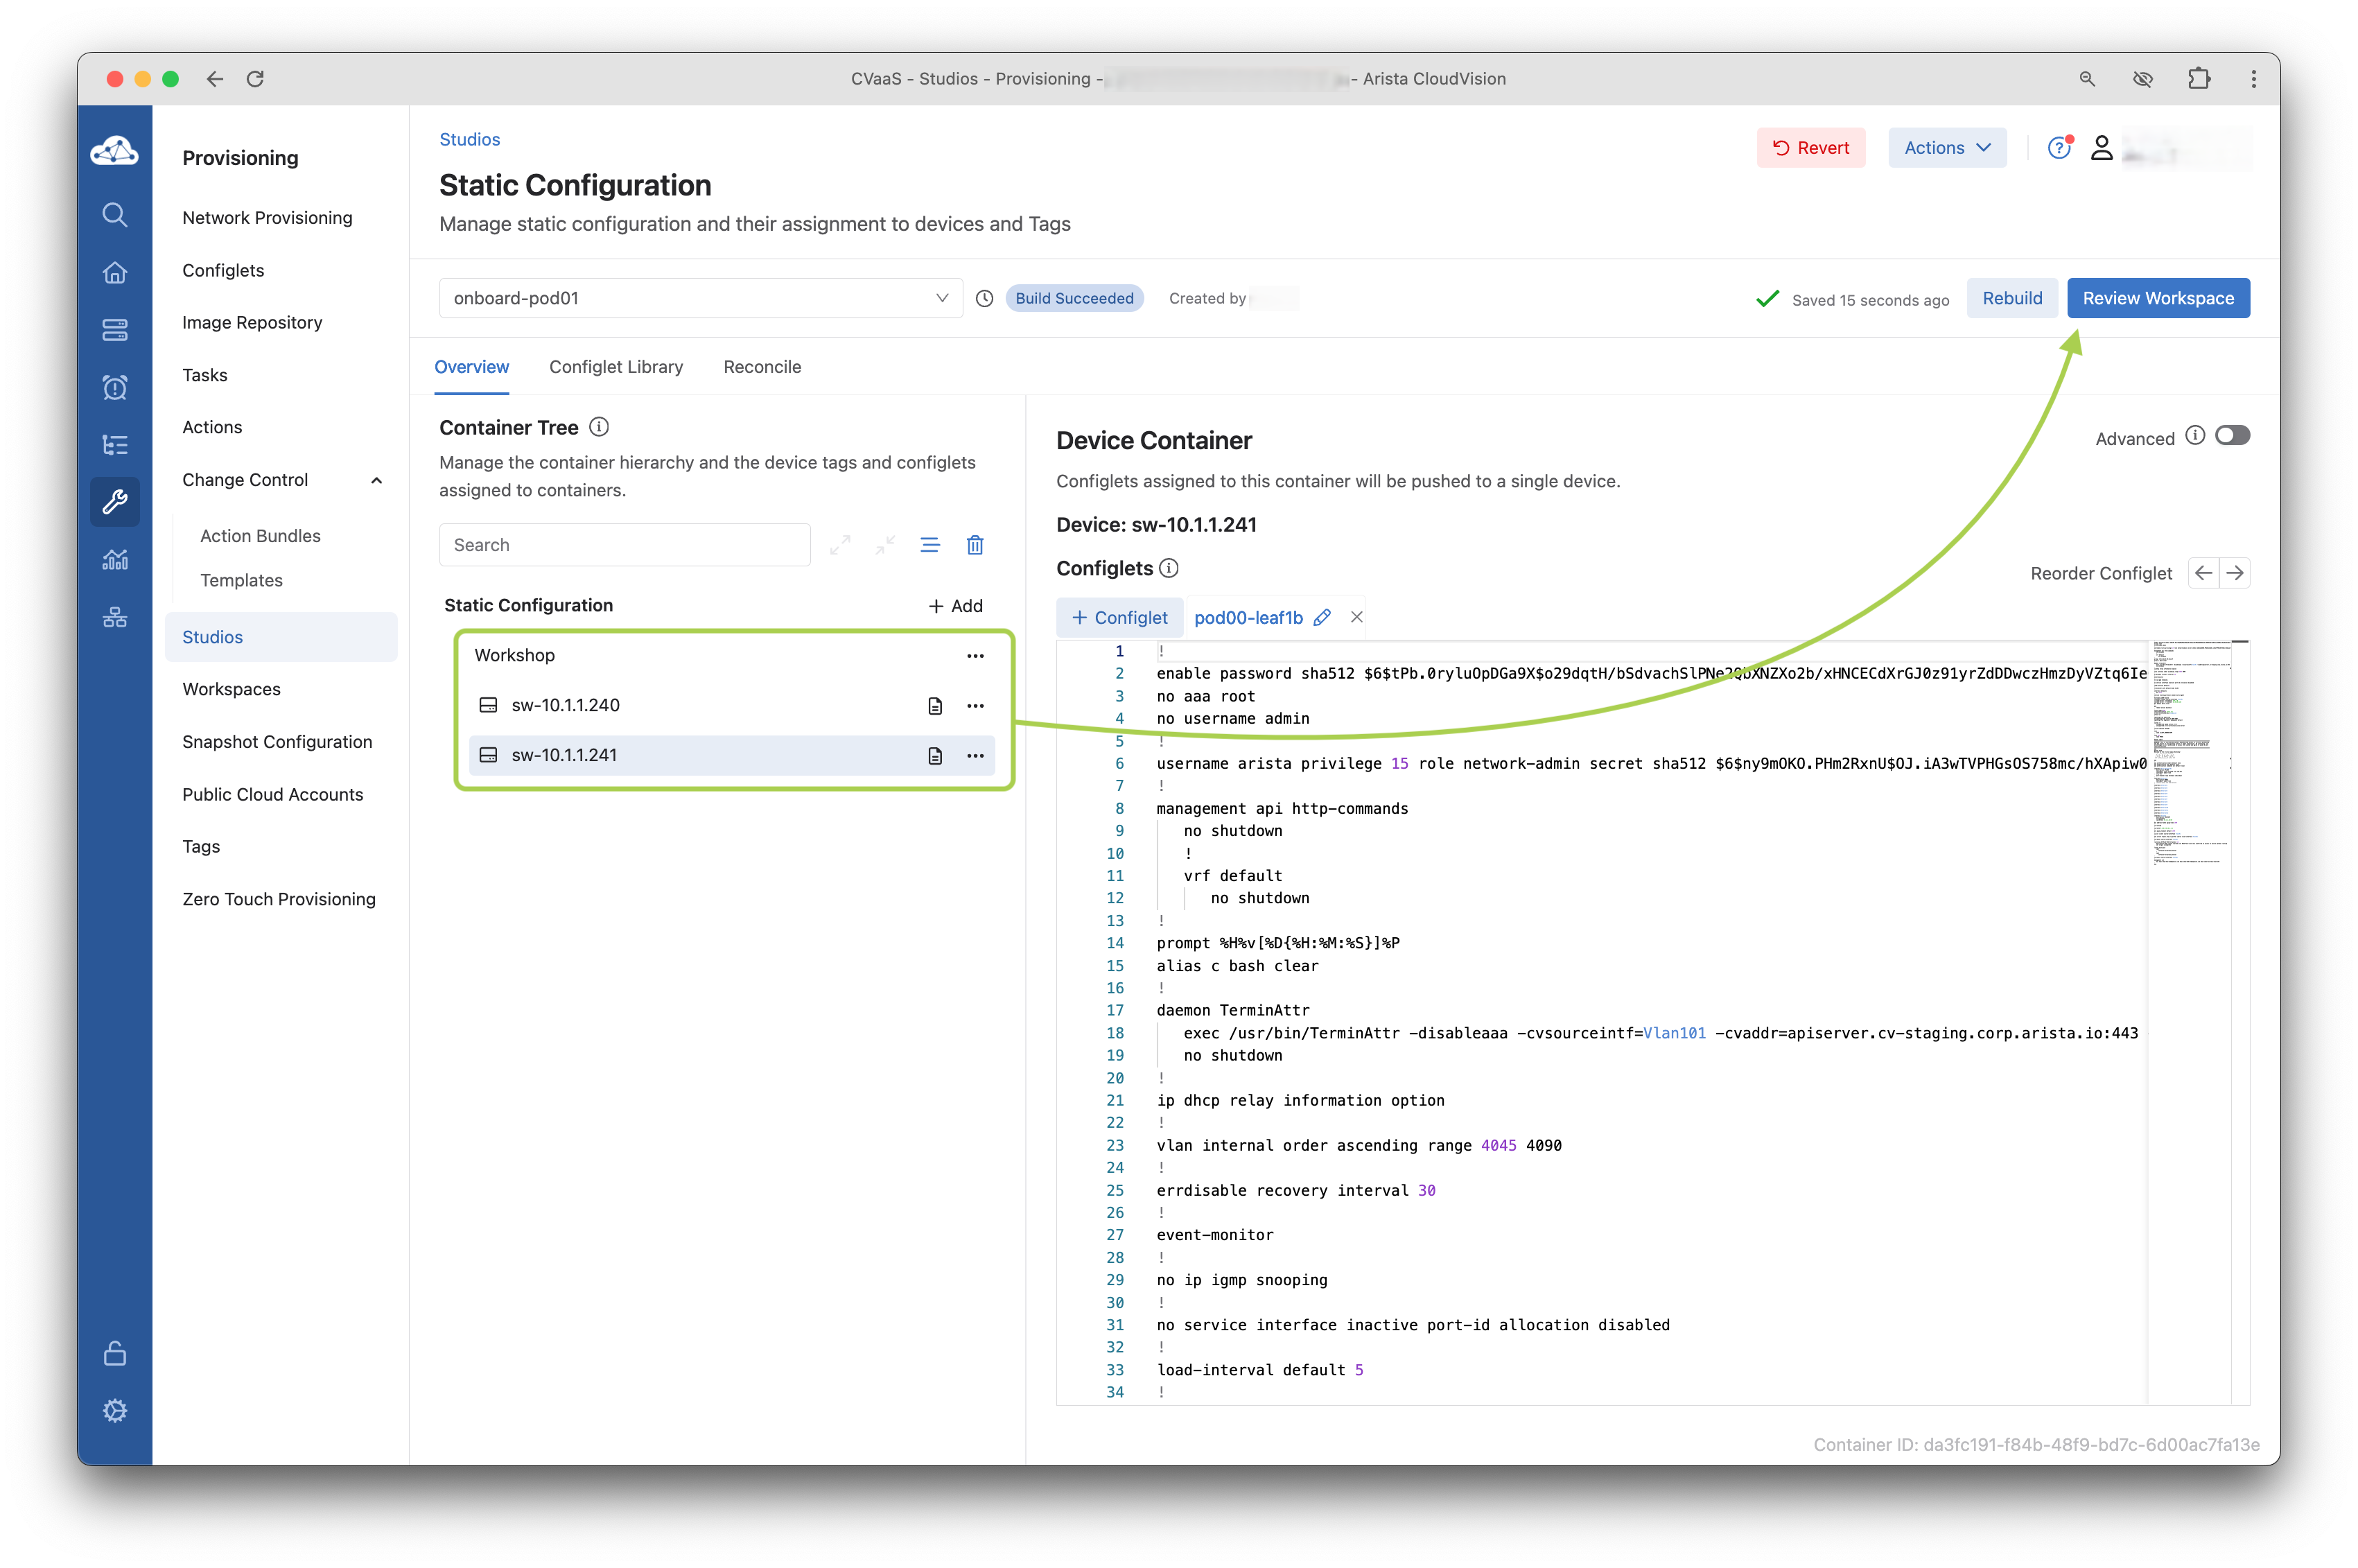 CVaaS - Studios - Provisioning -
- Arista CloudVision
Provisioning
Network Provisioning
Configlets
Image Repository
Tasks
Actions
Change Control
Action Bundles
Templates
Studios
Workspaces
Snapshot Configuration
Public Cloud Accounts
Tags
Zero Touch Provisioning
Studios
Static Configuration
Manage static configuration and their assignment to devices and Tags
Revert
Actions
onboard-pod01
Build Succeeded
Created by
Saved 15 seconds ago
Rebuild
Review Workspace
Overview
Configlet Library
Reconcile
Container Tree
Manage the container hierarchy and the device tags and configlets
assigned to containers.
Search
Static Configuration
+ Add
Workshop
sw-10.1.1.240
sw-10.1.1.241
Device Container
Advanced
Configlets assigned to this container will be pushed to a single device.
Device: sw-10.1.1.241
Configlets
Reorder Configlet
+ Configlet
pod00-leaf1b
1 !
2 enable password sha512
3 no aaa root
4 no username admin
5 !
6 username arista privilege 15 role network-admin secret sha512 $6$ny9mOKO.PHm2RxnU$OJ.iA3wTVPHGsOS758mc/hXApiw0
7 !
8 management api http-commands
9 no shutdown
10 !
11 vrf default
12 no shutdown
13 !
14 prompt %H%v[%D{%H:%M:%S}]%P
15 alias c bash clear
16 !
17 daemon TerminAttr
18 exec /usr/bin/TerminAttr -disableaaa -cvsourceintf=Vlan101 -cvaddr=apiserver.cv-staging.corp.arista.io:443
19 no shutdown
20 !
21 ip dhcp relay information option
22 !
23 vlan internal order ascending range 4045 4090
24 !
25 errdisable recovery interval 30
26 !
27 event-monitor
28 !
29 no ip igmp snooping
30 !
31 no service interface inactive port-id allocation disabled
32 !
33 load-interval default 5
34 !
Container ID: da3fc191-f84b-48f9-bd7c-6d00ac7fa13e